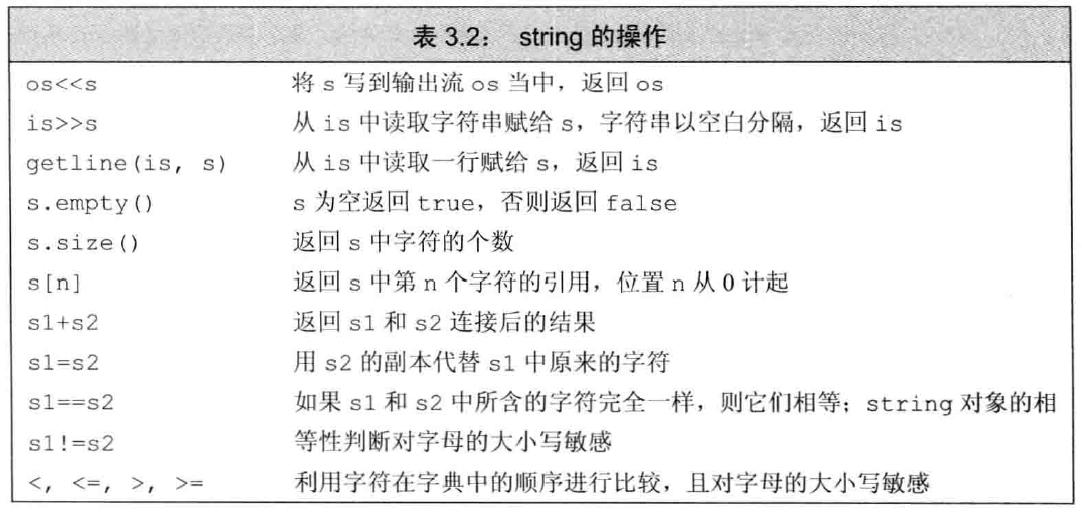 表 3.2: string 的操作
os<<s 将 s 写到输出流 os 当中，返回 os
is>>s 从 is 中读取字符串赋给 s，字符串以空白分隔，返回 is
getline(is, s) 从 is 中读取一行赋给 s，返回 is
s.empty() s 为空返回 true，否则返回 false
s.size() 返回 s 中字符的个数
s[n] 返回 s 中第 n 个字符的引用，位置 n 从 0 计起
s1+s2 返回 s1 和 s2 连接后的结果
s1=s2 用 s2 的副本代替 s1 中原来的字符
s1==s2 如果 s1 和 s2 中所含的字符完全一样，则它们相等；string 对象的相
s1!=s2 等性判断对字母的大小写敏感
<, <=, >, >= 利用字符在字典中的顺序进行比较，且对字母的大小写敏感